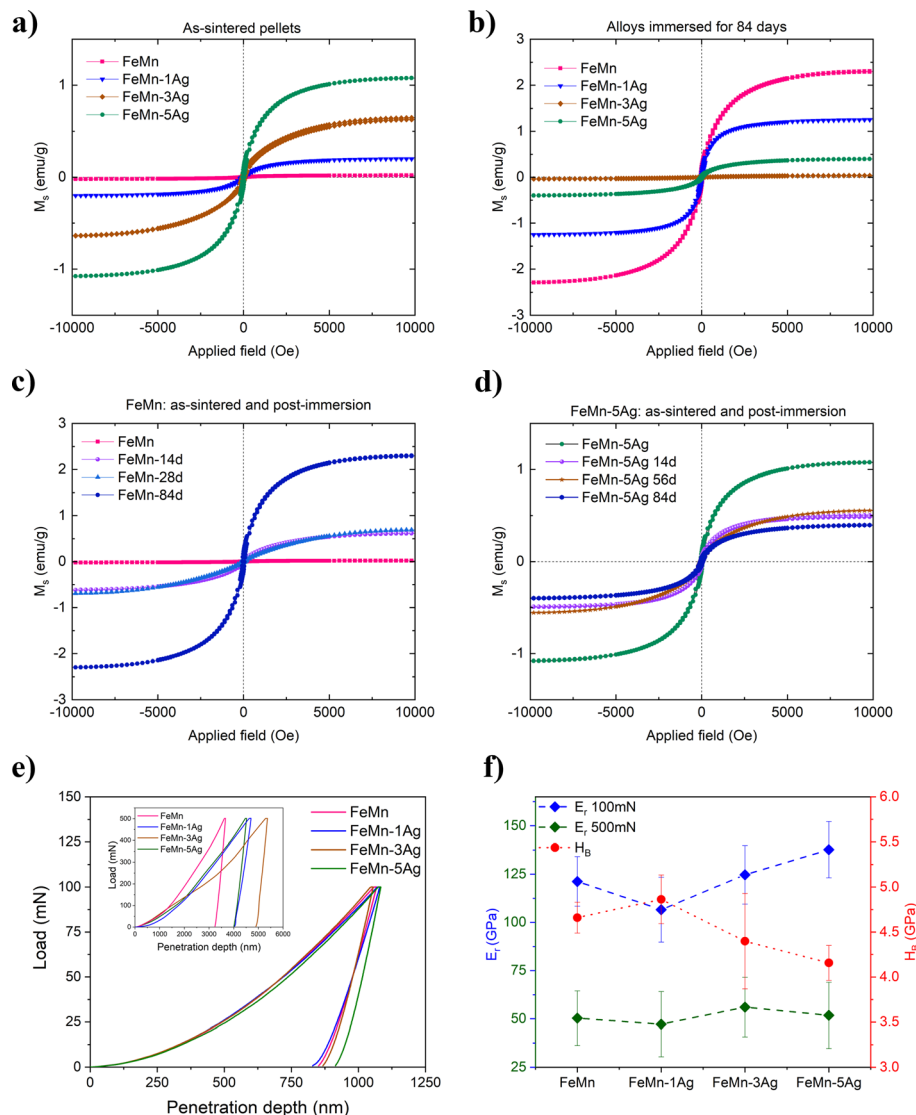 a)
As-sintered pellets
FeMn
FeMn-1Ag
FeMn-3Ag
FeMn-5Ag
Ms (emu/g)
1
0
-1
-10000 -5000 0 5000 10000
Applied field (Oe)
b)
Alloys immersed for 84 days
FeMn
FeMn-1Ag
FeMn-3Ag
FeMn-5Ag
Ms (emu/g)
3
2
1
0
-1
-2
-3
-10000 -5000 0 5000 10000
Applied field (Oe)
c)
FeMn: as-sintered and post-immersion
FeMn
FeMn-14d
FeMn-28d
FeMn-84d
Ms (emu/g)
3
2
1
0
-1
-2
-3
-10000 -5000 0 5000 10000
Applied field (Oe)
d)
FeMn-5Ag: as-sintered and post-immersion
FeMn-5Ag
FeMn-5Ag 14d
FeMn-5Ag 56d
FeMn-5Ag 84d
Ms (emu/g)
1
0
-1
-10000 -5000 0 5000 10000
Applied field (Oe)
e)
FeMn
FeMn-1Ag
FeMn-3Ag
FeMn-5Ag
Load (mN)
150
125
100
75
50
25
0
0 250 500 750 1000 1250
Penetration depth (nm)
FeMn
FeMn-1Ag
FeMn-3Ag
FeMn-5Ag
Load (mN)
500
400
300
200
100
0
0 1000 2000 3000 4000 5000 6000
Penetration depth (nm)
f)
Er 100mN
Er 500mN
HB
Er (GPa)
150
125
100
75
50
25
6.0
5.5
5.0
4.5
4.0
3.5
3.0
HB (GPa)
FeMn FeMn-1Ag FeMn-3Ag FeMn-5Ag